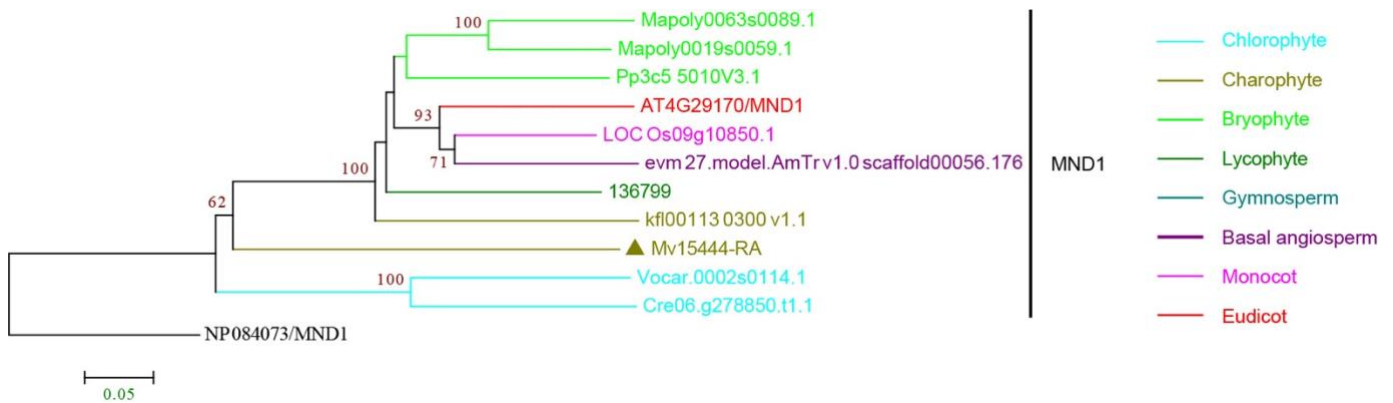 100
Mapoly0063s0089.1
Mapoly0019s0059.1
Pp3c5 5010V3.1
93
AT4G29170/MND1
LOC Os09g10850.1
71
evm 27.model.AmTr v1.0 scaffold00056.176
100
136799
62
kfl00113 0300 v1.1
Mv15444-RA
100
Vocar.0002s0114.1
Cre06.g278850.t1.1
NP 084073/MND1
0.05
MND1
Chlorophyte
Charophyte
Bryophyte
Lycophyte
Gymnosperm
Basal angiosperm
Monocot
Eudicot